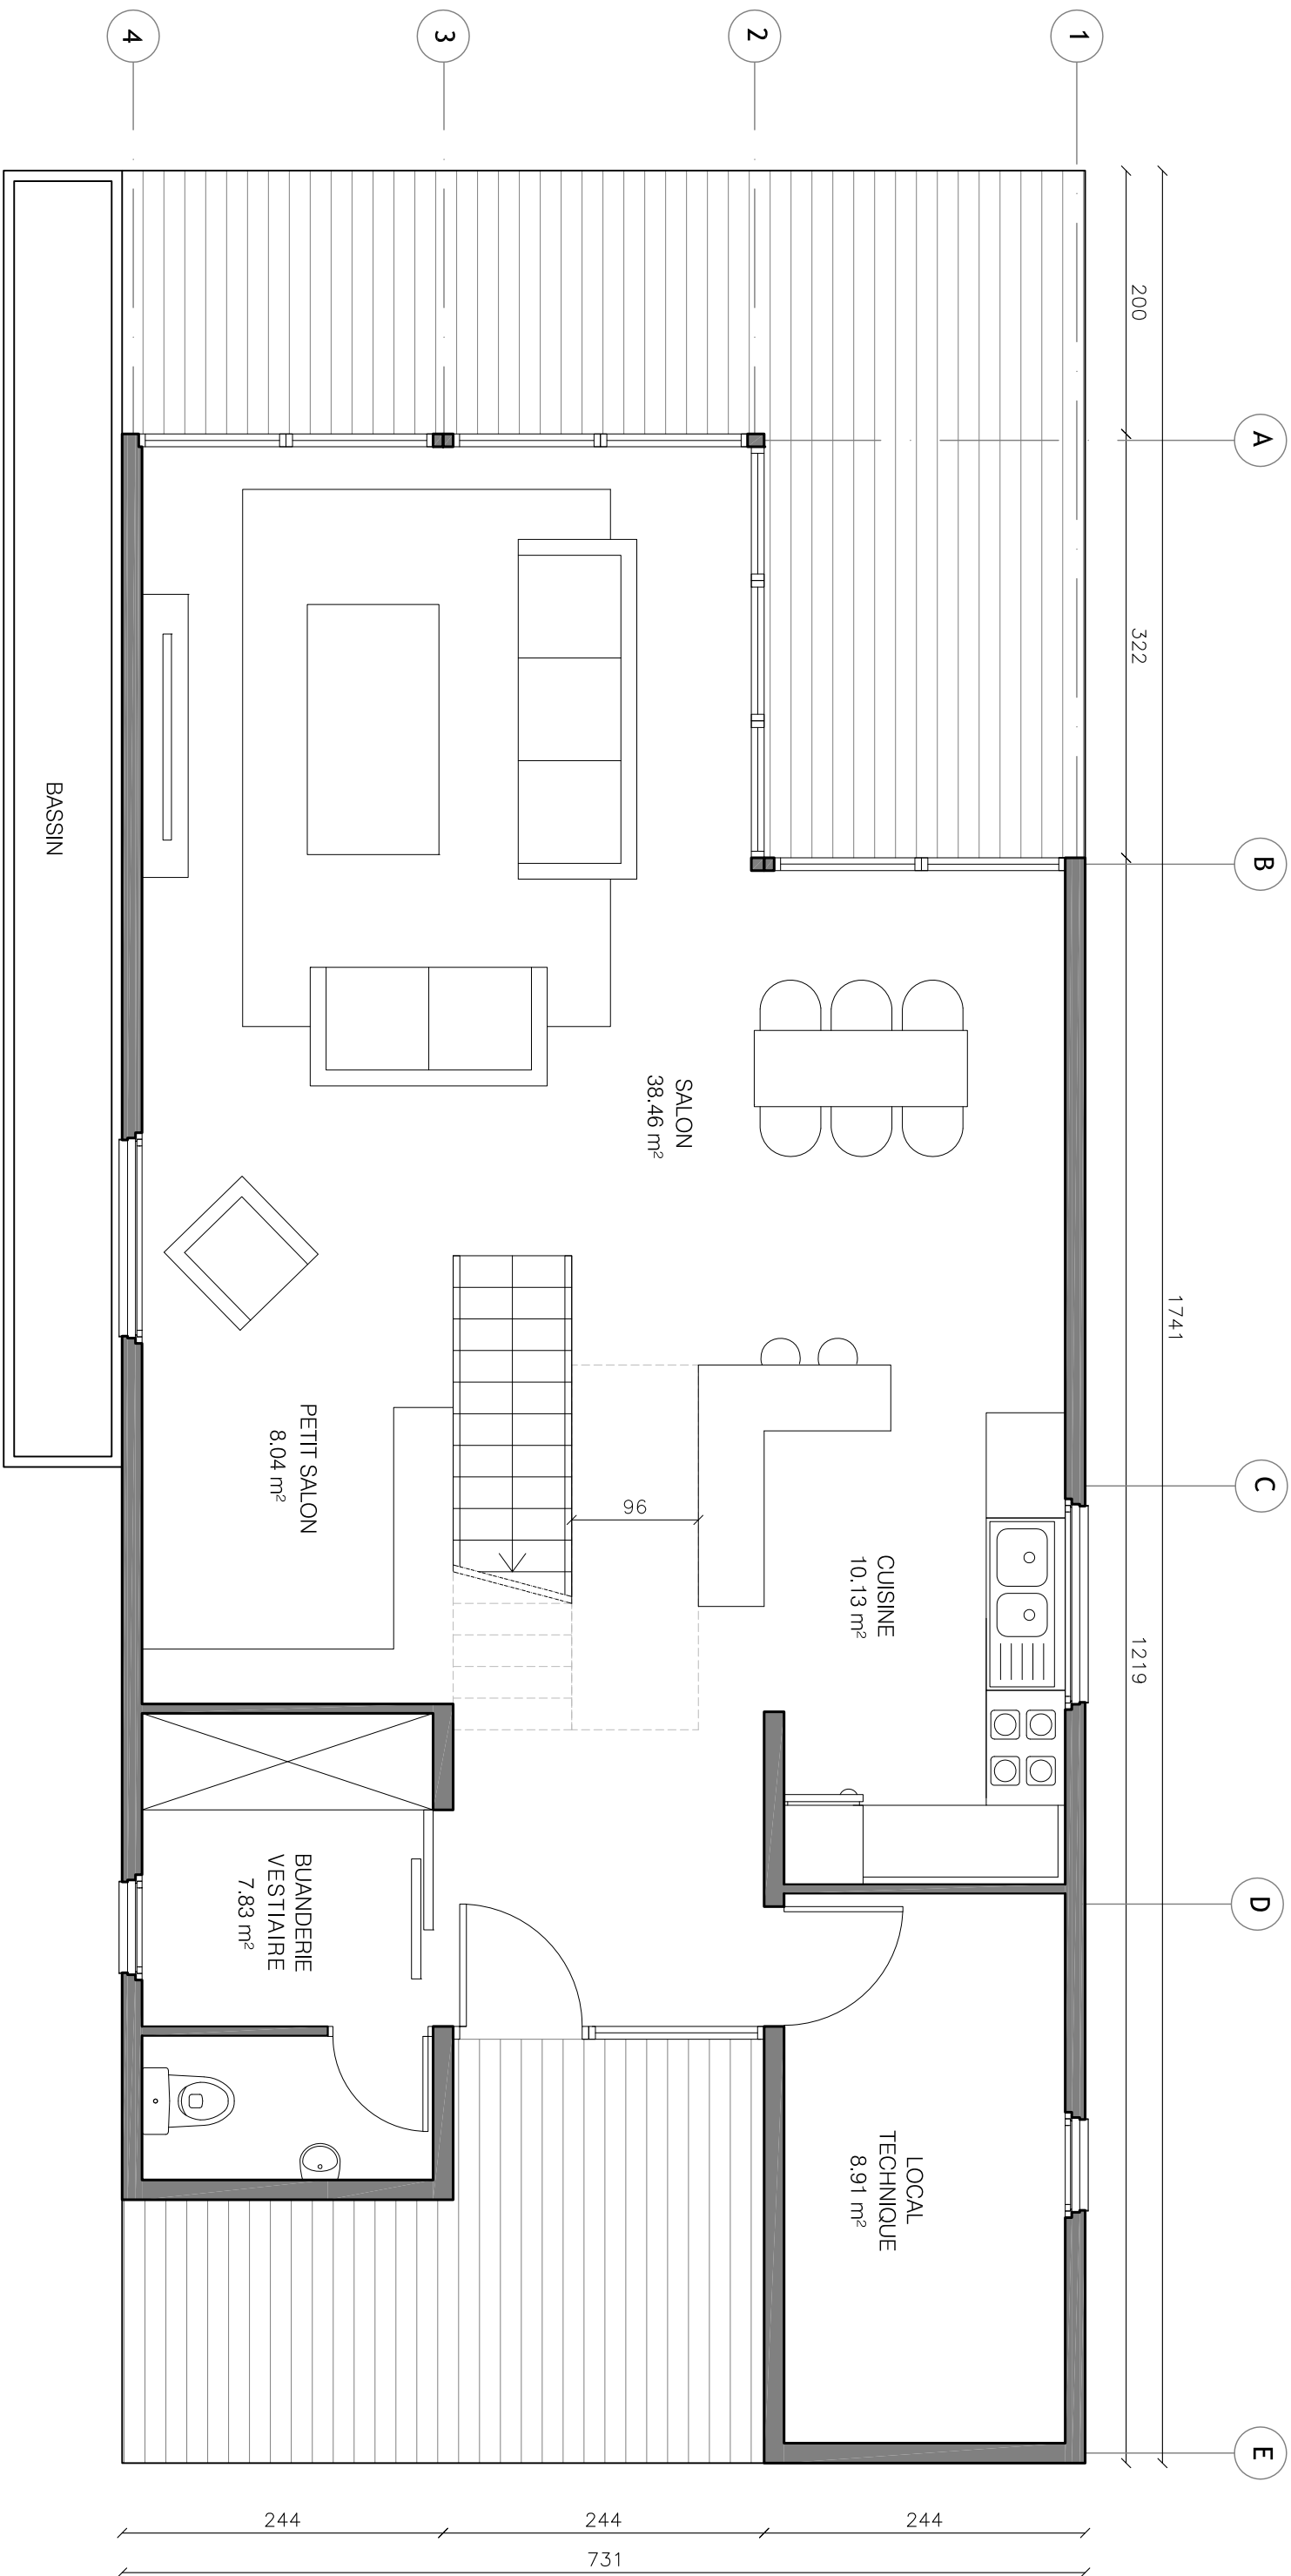 1
2
3
4
A
B
C
D
E
1741
200
322
1219
SALON
38.46 m²
CUISINE
10.13 m²
96
PETIT SALON
8.04 m²
BUANDERIE
VESTIAIRE
7.83 m²
LOCAL
TECHNIQUE
8.91 m²
BASSIN
244
244
244
731